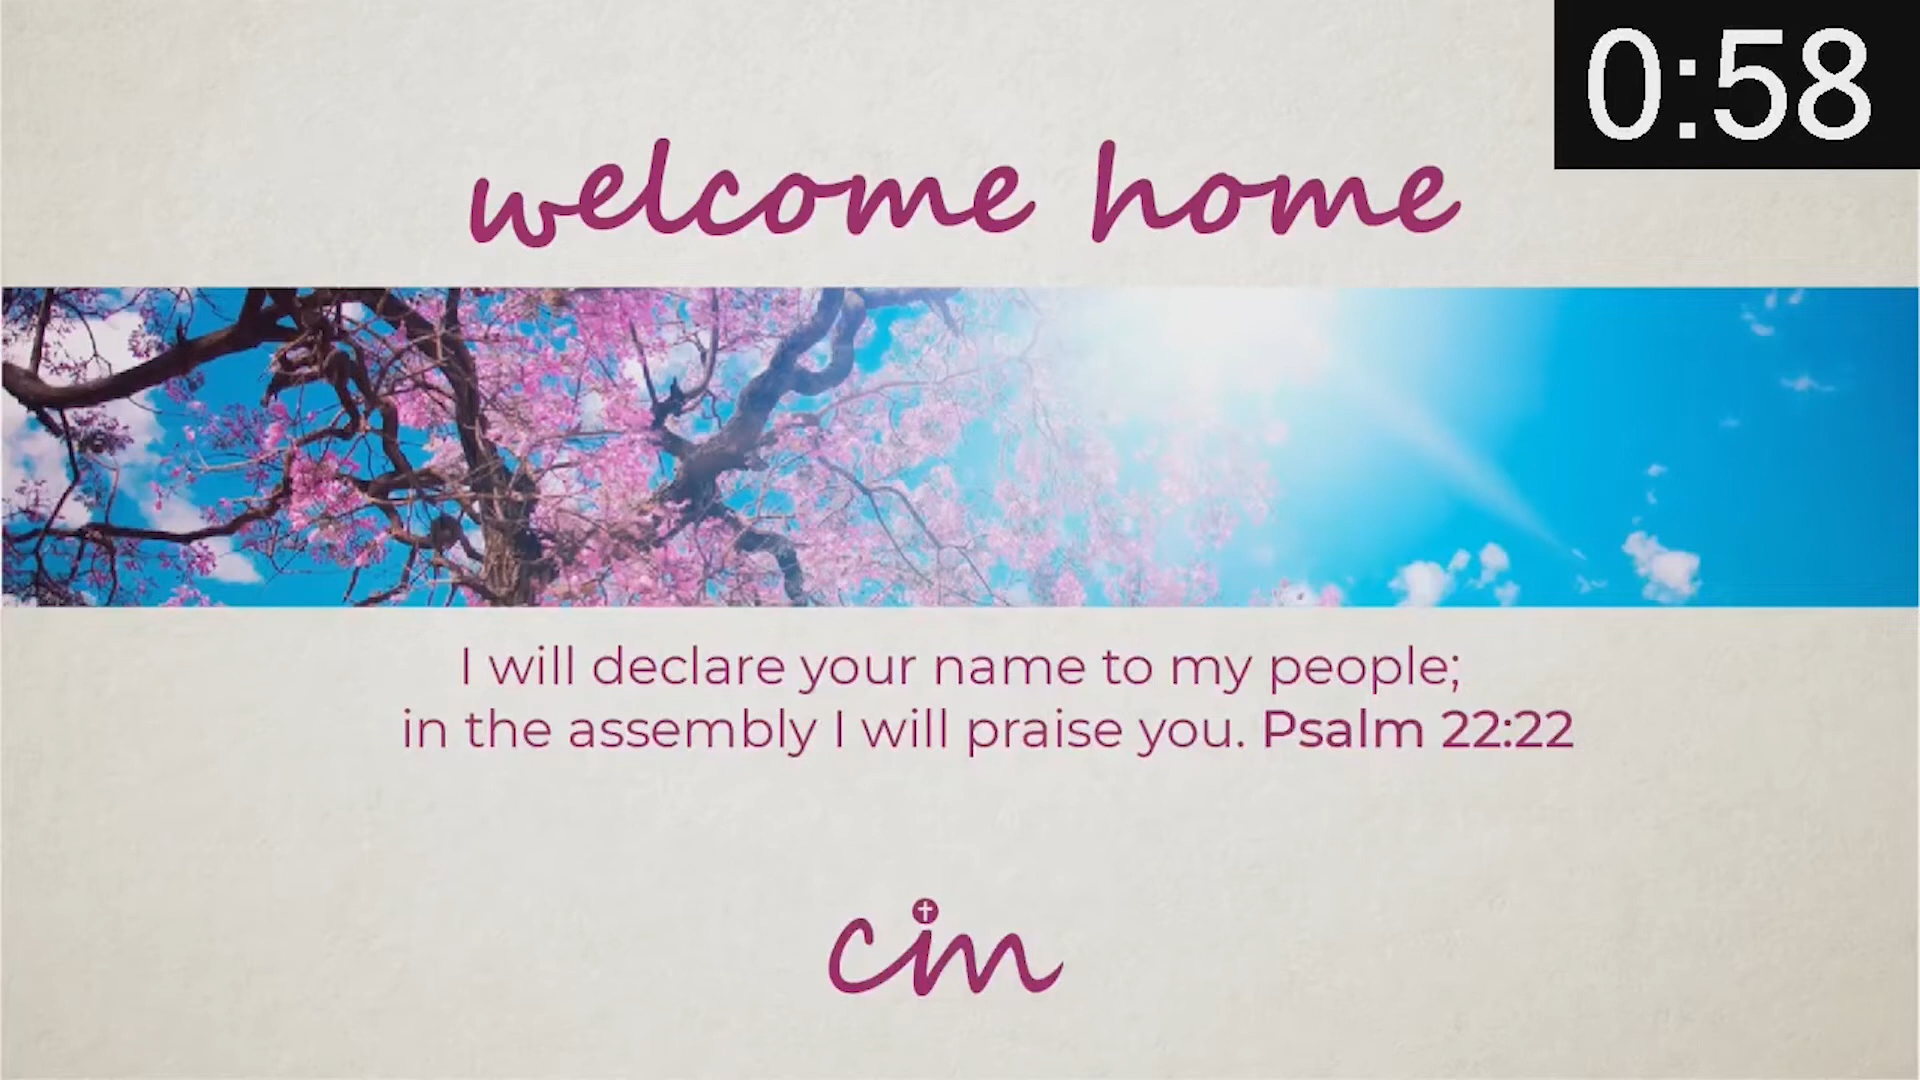 0:58
welcome home
I will declare your name to my people;
in the assembly I will praise you. Psalm 22:22
cim